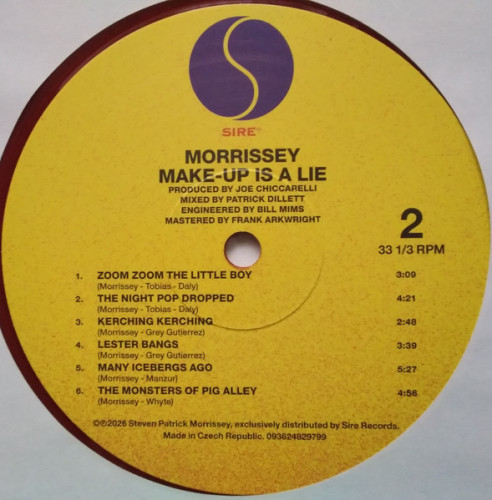 SIRE®
MORRISSEY
MAKE-UP IS A LIE
PRODUCED BY JOE CHICCARELLI
MIXED BY PATRICK DILLETT
ENGINEERED BY BILL MIMS
MASTERED BY FRANK ARKWRIGHT
2
33 1/3 RPM
1. ZOOM ZOOM THE LITTLE BOY 3:09
(Morrissey - Tobias - Daly)
2. THE NIGHT POP DROPPED 4:21
(Morrissey - Tobias - Daly)
3. KERCHING KERCHING 2:48
(Morrissey - Grey Gutierrez)
4. LESTER BANGS 3:39
(Morrissey - Grey Gutierrez)
5. MANY ICEBERGS AGO 5:27
(Morrissey - Manzur)
6. THE MONSTERS OF PIG ALLEY 4:56
(Morrissey - Whyte)
©℗2026 Steven Patrick Morrissey, exclusively distributed by Sire Records.
Made in Czech Republic. 093624829799